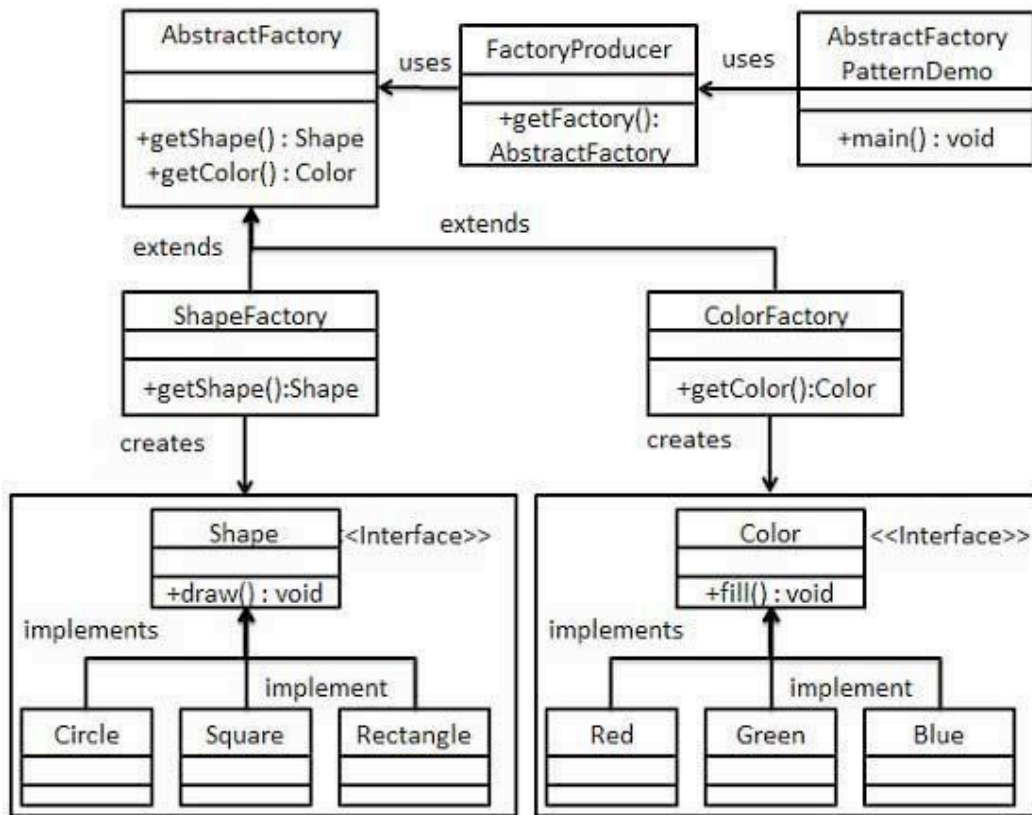 AbstractFactory
+getShape() : Shape
+getColor() : Color
uses
FactoryProducer
+getFactory():
AbstractFactory
uses
AbstractFactory
PatternDemo
+main() : void
extends
extends
ShapeFactory
+getShape():Shape
ColorFactory
+getColor():Color
creates
creates
Shape
<<Interface>>
+draw() : void
implements
implement
Circle
Square
Rectangle
Color
<<Interface>>
+fill() : void
implements
implement
Red
Green
Blue